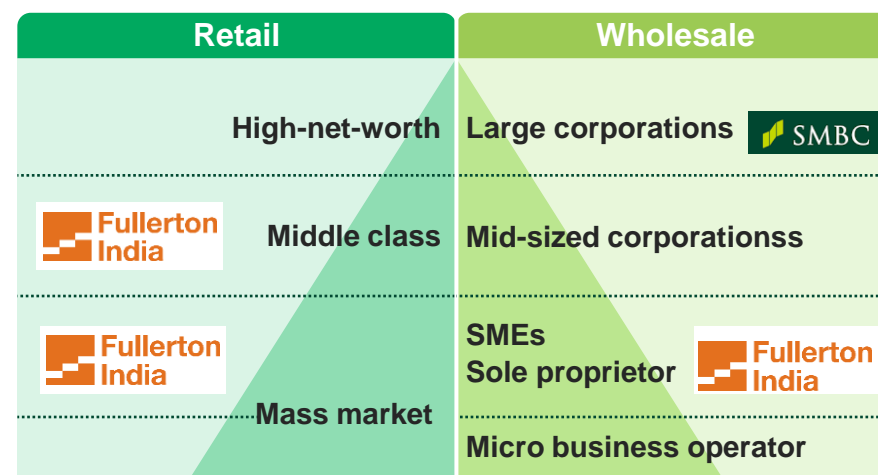 Retail
Wholesale
High-net-worth
Large corporations
SMBC
Fullerton
India
Middle class
Mid-sized corporationss
Fullerton
India
SMEs
Sole proprietor
Fullerton
India
Mass market
Micro business operator